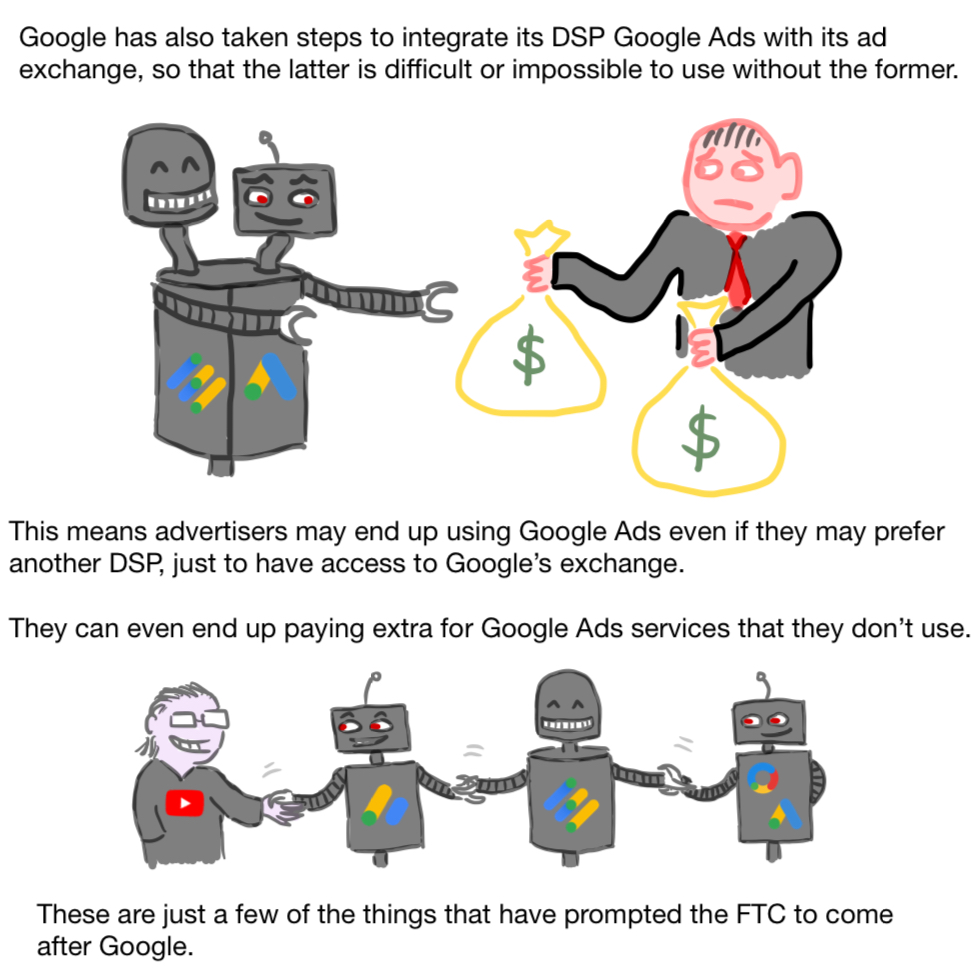 Google has also taken steps to integrate its DSP Google Ads with its ad
exchange, so that the latter is difficult or impossible to use without the former.
$
$
This means advertisers may end up using Google Ads even if they may prefer
another DSP, just to have access to Google’s exchange.
They can even end up paying extra for Google Ads services that they don’t use.
These are just a few of the things that have prompted the FTC to come
after Google.